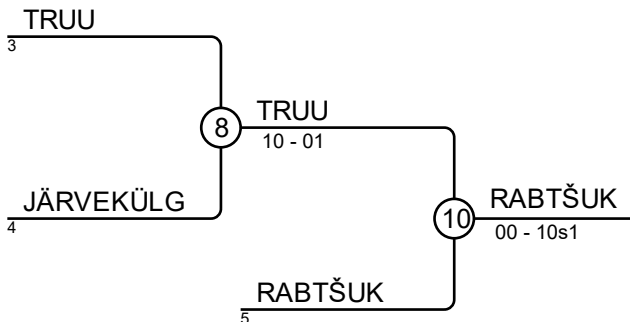 TRUU
3
8
TRUU
10 - 01
JÄRVEKÜLG
4
10
RABTŠUK
00 - 10s1
RABTŠUK
5